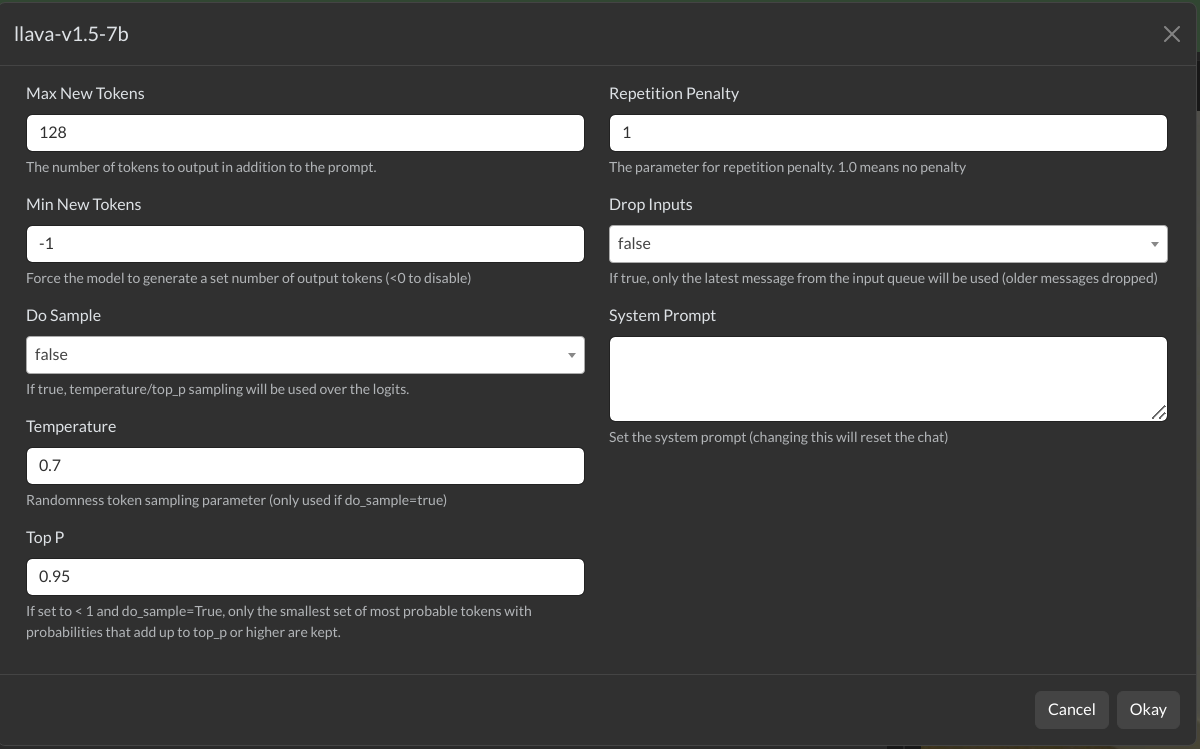 llava-v1.5-7b
Max New Tokens
128
The number of tokens to output in addition to the prompt.
Min New Tokens
-1
Force the model to generate a set number of output tokens (<0 to disable)
Do Sample
false
If true, temperature/top_p sampling will be used over the logits.
Temperature
0.7
Randomness token sampling parameter (only used if do_sample=true)
Top P
0.95
If set to < 1 and do_sample=True, only the smallest set of most probable tokens with
probabilities that add up to top_p or higher are kept.
Repetition Penalty
1
The parameter for repetition penalty. 1.0 means no penalty
Drop Inputs
false
If true, only the latest message from the input queue will be used (older messages dropped)
System Prompt
Set the system prompt (changing this will reset the chat)
Cancel
Okay